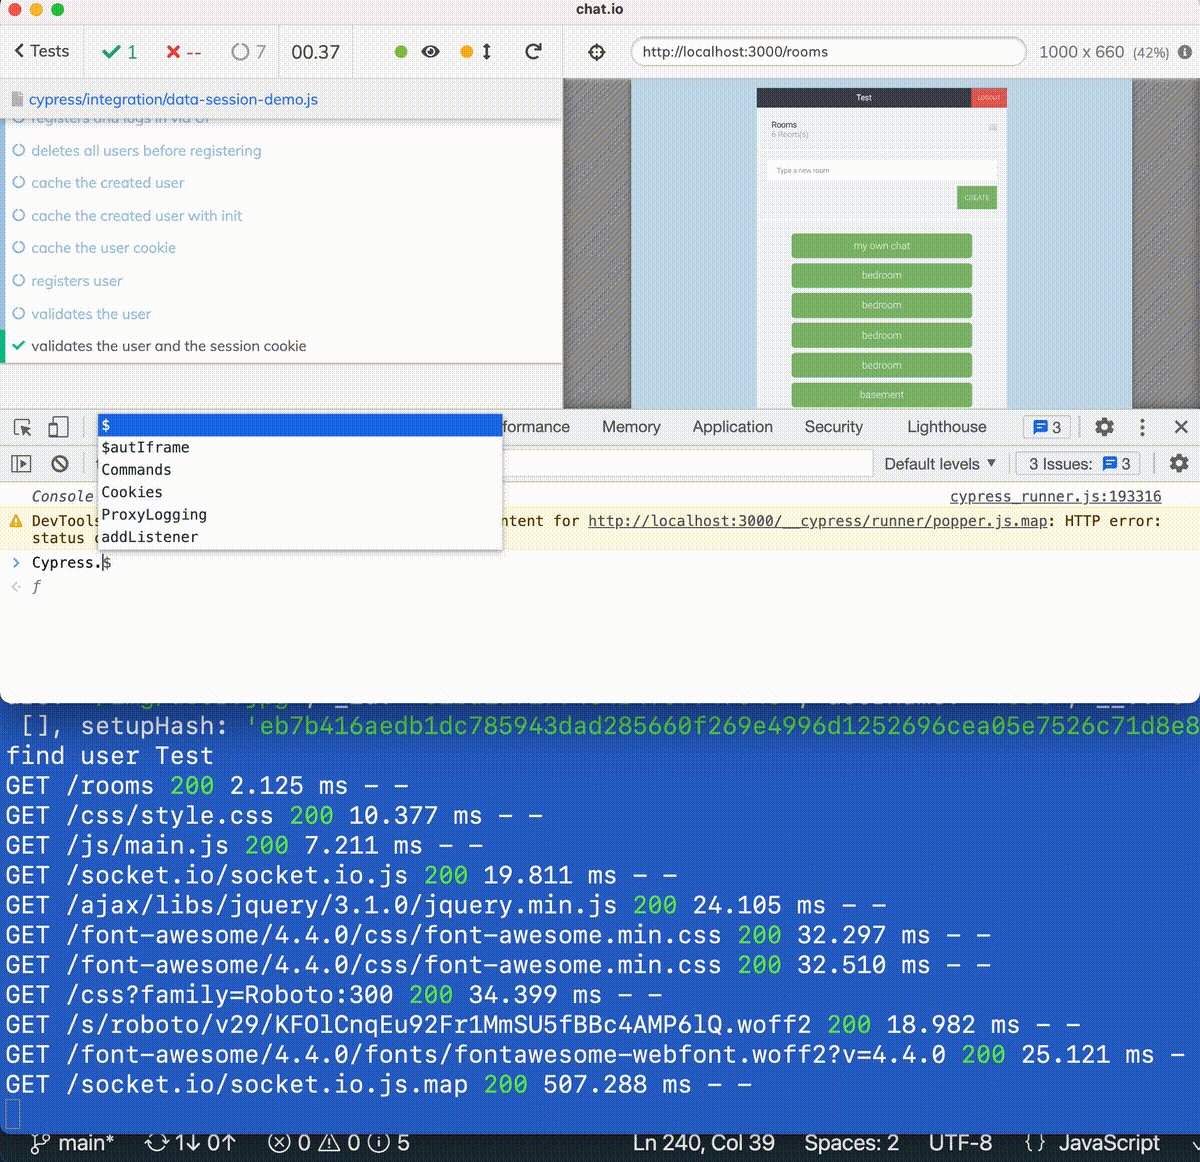 chat.io
Tests 1 -- 7 00.37 http://localhost:3000/rooms 1000 x 660 (42%)
cypress/integration/data-session-demo.js
registers and logs in via UI
deletes all users before registering
cache the created user
cache the created user with init
cache the user cookie
registers user
validates the user
validates the user and the session cookie
Test LOGOUT
Rooms
6 Room(s)
Type a new room
CREATE
my own chat
bedroom
bedroom
bedroom
bedroom
basement
formance Memory Application Security Lighthouse 3
Default levels ▼ 3 Issues: 3
$
$autIframe
Commands
Cookies
ProxyLogging
addListener
Console cypress_runner.js:193316
DevTools ntent for http://localhost:3000/__cypress/runner/popper.js.map: HTTP error:
status
> Cypress.$
f
[], setupHash: 'eb7b416aedb1dc785943dad285660f269e4996d1252696cea05e7526c71d8e8
find user Test
GET /rooms 200 2.125 ms - -
GET /css/style.css 200 10.377 ms - -
GET /js/main.js 200 7.211 ms - -
GET /socket.io/socket.io.js 200 19.811 ms - -
GET /ajax/libs/jquery/3.1.0/jquery.min.js 200 24.105 ms - -
GET /font-awesome/4.4.0/css/font-awesome.min.css 200 32.297 ms - -
GET /font-awesome/4.4.0/css/font-awesome.min.css 200 32.510 ms - -
GET /css?family=Roboto:300 200 34.399 ms - -
GET /s/roboto/v29/KFOlCnqEu92Fr1MmSU5fBBc4AMP6lQ.woff2 200 18.982 ms - -
GET /font-awesome/4.4.0/fonts/fontawesome-webfont.woff2?v=4.4.0 200 25.121 ms -
GET /socket.io/socket.io.js.map 200 507.288 ms - -
main* 1↓ 0↑ 0 0 5 Ln 240, Col 39 Spaces: 2 UTF-8 {} JavaScript